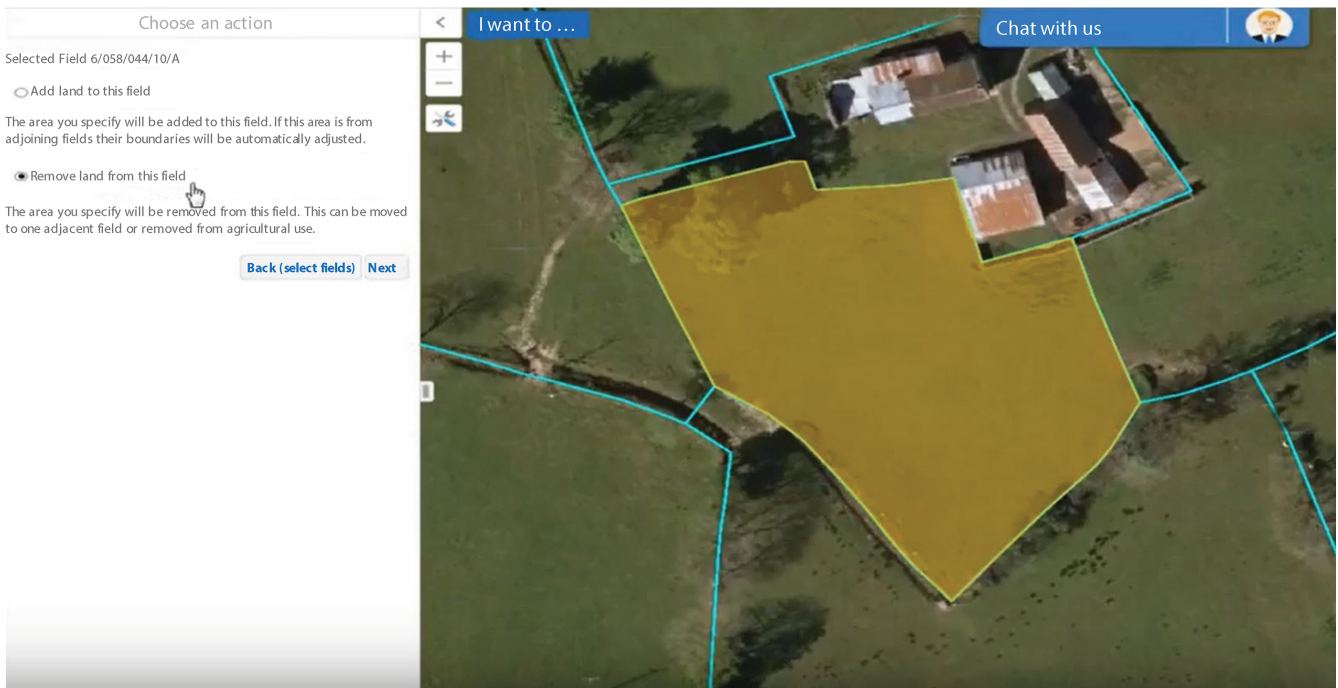 Choose an action
<
I want to ...
Chat with us
Selected Field 6/058/044/10/A
+
Add land to this field
−
The area you specify will be added to this field. If this area is from
adjoining fields their boundaries will be automatically adjusted.
Remove land from this field
The area you specify will be removed from this field. This can be moved
to one adjacent field or removed from agricultural use.
Back (select fields) Next